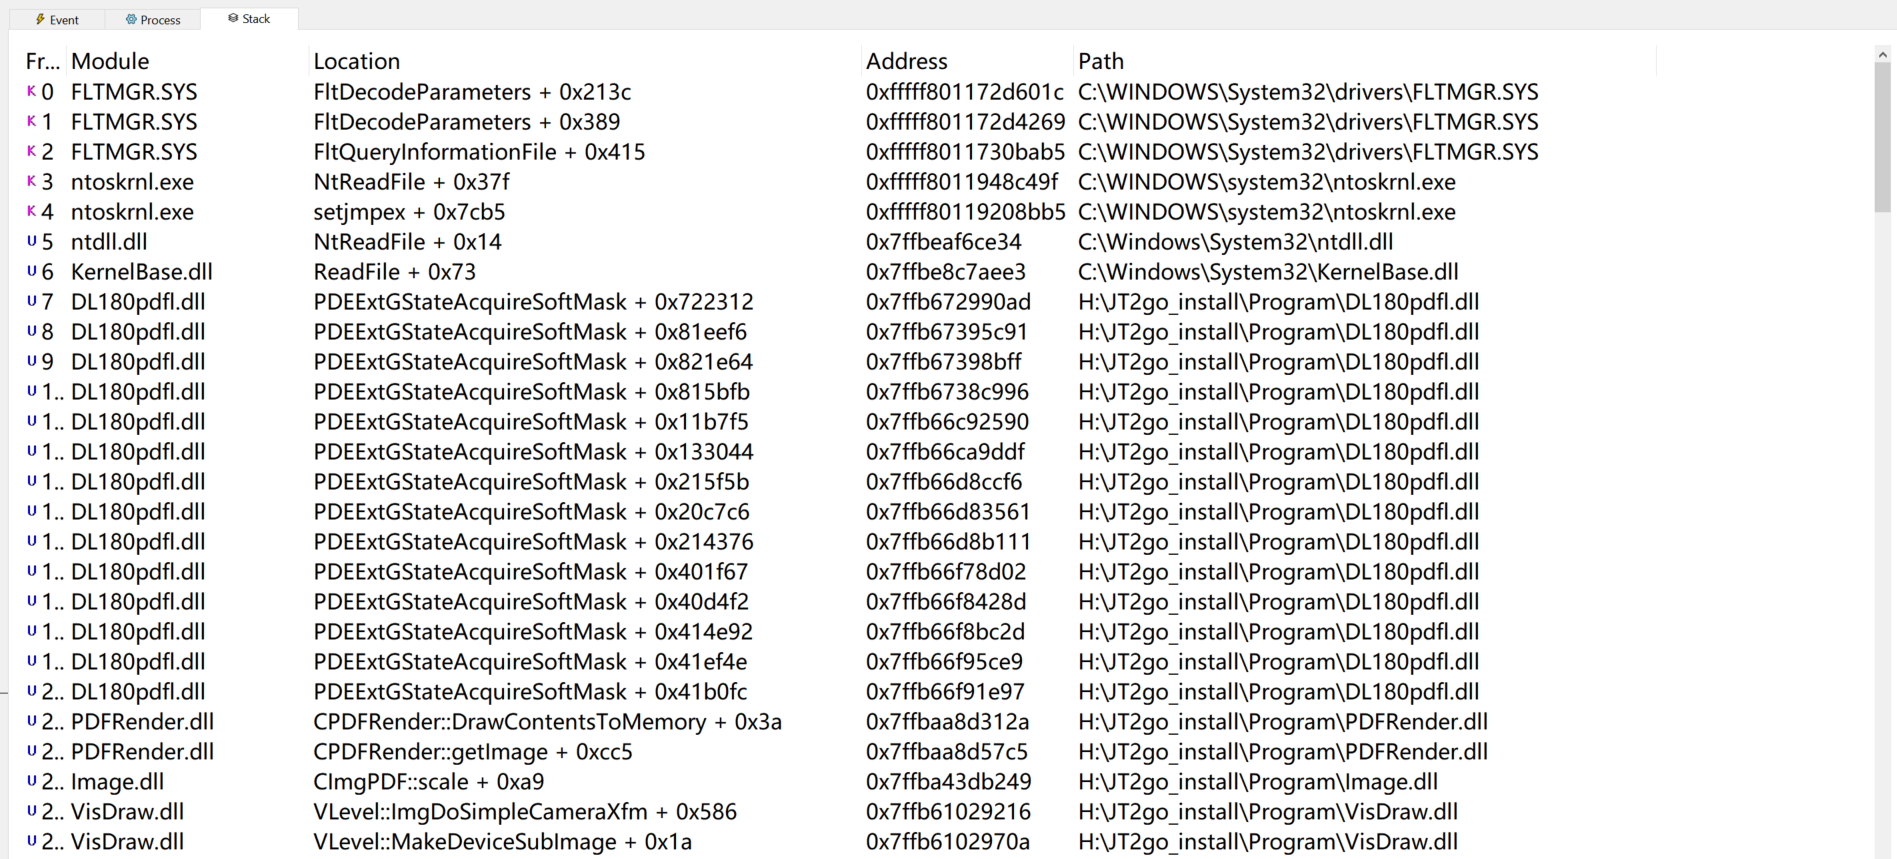 Event Process Stack
Fr... Module Location Address Path
K 0 FLTMGR.SYS FltDecodeParameters + 0x213c 0xfffff801172d601c C:\WINDOWS\System32\drivers\FLTMGR.SYS
K 1 FLTMGR.SYS FltDecodeParameters + 0x389 0xfffff801172d4269 C:\WINDOWS\System32\drivers\FLTMGR.SYS
K 2 FLTMGR.SYS FltQueryInformationFile + 0x415 0xfffff8011730bab5 C:\WINDOWS\System32\drivers\FLTMGR.SYS
K 3 ntoskrnl.exe NtReadFile + 0x37f 0xfffff8011948c49f C:\WINDOWS\system32\ntoskrnl.exe
K 4 ntoskrnl.exe setjmpex + 0x7cb5 0xfffff80119208bb5 C:\WINDOWS\system32\ntoskrnl.exe
U 5 ntdll.dll NtReadFile + 0x14 0x7ffbeaf6ce34 C:\Windows\System32\ntdll.dll
U 6 KernelBase.dll ReadFile + 0x73 0x7ffbe8c7aee3 C:\Windows\System32\KernelBase.dll
U 7 DL180pdfl.dll PDEExtGStateAcquireSoftMask + 0x722312 0x7ffb672990ad H:\JT2go_install\Program\DL180pdfl.dll
U 8 DL180pdfl.dll PDEExtGStateAcquireSoftMask + 0x81eef6 0x7ffb67395c91 H:\JT2go_install\Program\DL180pdfl.dll
U 9 DL180pdfl.dll PDEExtGStateAcquireSoftMask + 0x821e64 0x7ffb67398bff H:\JT2go_install\Program\DL180pdfl.dll
U 1.. DL180pdfl.dll PDEExtGStateAcquireSoftMask + 0x815bfb 0x7ffb6738c996 H:\JT2go_install\Program\DL180pdfl.dll
U 1.. DL180pdfl.dll PDEExtGStateAcquireSoftMask + 0x11b7f5 0x7ffb66c92590 H:\JT2go_install\Program\DL180pdfl.dll
U 1.. DL180pdfl.dll PDEExtGStateAcquireSoftMask + 0x133044 0x7ffb66ca9ddf H:\JT2go_install\Program\DL180pdfl.dll
U 1.. DL180pdfl.dll PDEExtGStateAcquireSoftMask + 0x215f5b 0x7ffb66d8ccf6 H:\JT2go_install\Program\DL180pdfl.dll
U 1.. DL180pdfl.dll PDEExtGStateAcquireSoftMask + 0x20c7c6 0x7ffb66d83561 H:\JT2go_install\Program\DL180pdfl.dll
U 1.. DL180pdfl.dll PDEExtGStateAcquireSoftMask + 0x214376 0x7ffb66d8b111 H:\JT2go_install\Program\DL180pdfl.dll
U 1.. DL180pdfl.dll PDEExtGStateAcquireSoftMask + 0x401f67 0x7ffb66f78d02 H:\JT2go_install\Program\DL180pdfl.dll
U 1.. DL180pdfl.dll PDEExtGStateAcquireSoftMask + 0x40d4f2 0x7ffb66f8428d H:\JT2go_install\Program\DL180pdfl.dll
U 1.. DL180pdfl.dll PDEExtGStateAcquireSoftMask + 0x414e92 0x7ffb66f8bc2d H:\JT2go_install\Program\DL180pdfl.dll
U 1.. DL180pdfl.dll PDEExtGStateAcquireSoftMask + 0x41ef4e 0x7ffb66f95ce9 H:\JT2go_install\Program\DL180pdfl.dll
U 2.. DL180pdfl.dll PDEExtGStateAcquireSoftMask + 0x41b0fc 0x7ffb66f91e97 H:\JT2go_install\Program\DL180pdfl.dll
U 2.. PDFRender.dll CPDFRender::DrawContentsToMemory + 0x3a 0x7ffbaa8d312a H:\JT2go_install\Program\PDFRender.dll
U 2.. PDFRender.dll CPDFRender::getImage + 0xcc5 0x7ffbaa8d57c5 H:\JT2go_install\Program\PDFRender.dll
U 2.. Image.dll CImgPDF::scale + 0xa9 0x7ffba43db249 H:\JT2go_install\Program\Image.dll
U 2.. VisDraw.dll VLevel::ImgDoSimpleCameraXfm + 0x586 0x7ffb61029216 H:\JT2go_install\Program\VisDraw.dll
U 2.. VisDraw.dll VLevel::MakeDeviceSubImage + 0x1a 0x7ffb6102970a H:\JT2go_install\Program\VisDraw.dll